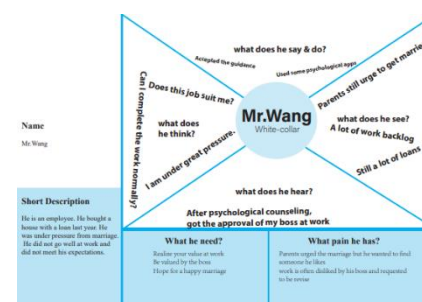 what does he say & do?
Accepted the guidance
Used some psychological apps
Parents still urge to get marrie
Can i complete the work normally?
Does this job suit me?
Mr.Wang
White-collar
what does
he think?
what does he see?
A lot of work backlog
I am under great pressure.
Still a lot of loans
what does he hear?
After psychological counseling,
got the approval of my boss at work
Name
Mr.Wang
Short Description
He is an employee. He bought a
house with a loan last year. He
was under pressure from marriage.
He did not go well at work and
did not meet his expectations.
What he need?
Realize your value at work
Be valued by the boss
Hope for a happy marriage
What pain he has?
Parents urged the marriage but he wanted to find
someone he likes
work is often disliked by his boss and requested
to be revise